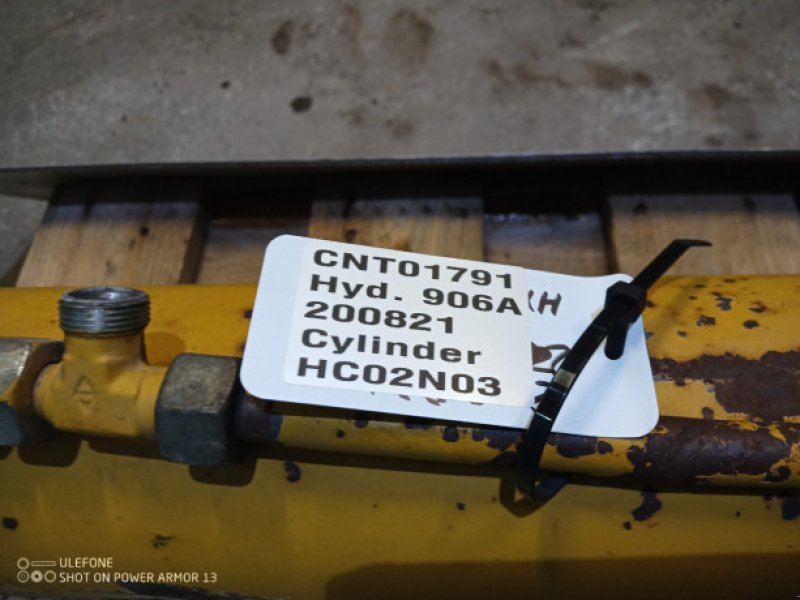 CNT01791
Hyd. 906A
200821
Cylinder
HC02N03
ULEFONE
SHOT ON POWER ARMOR 13